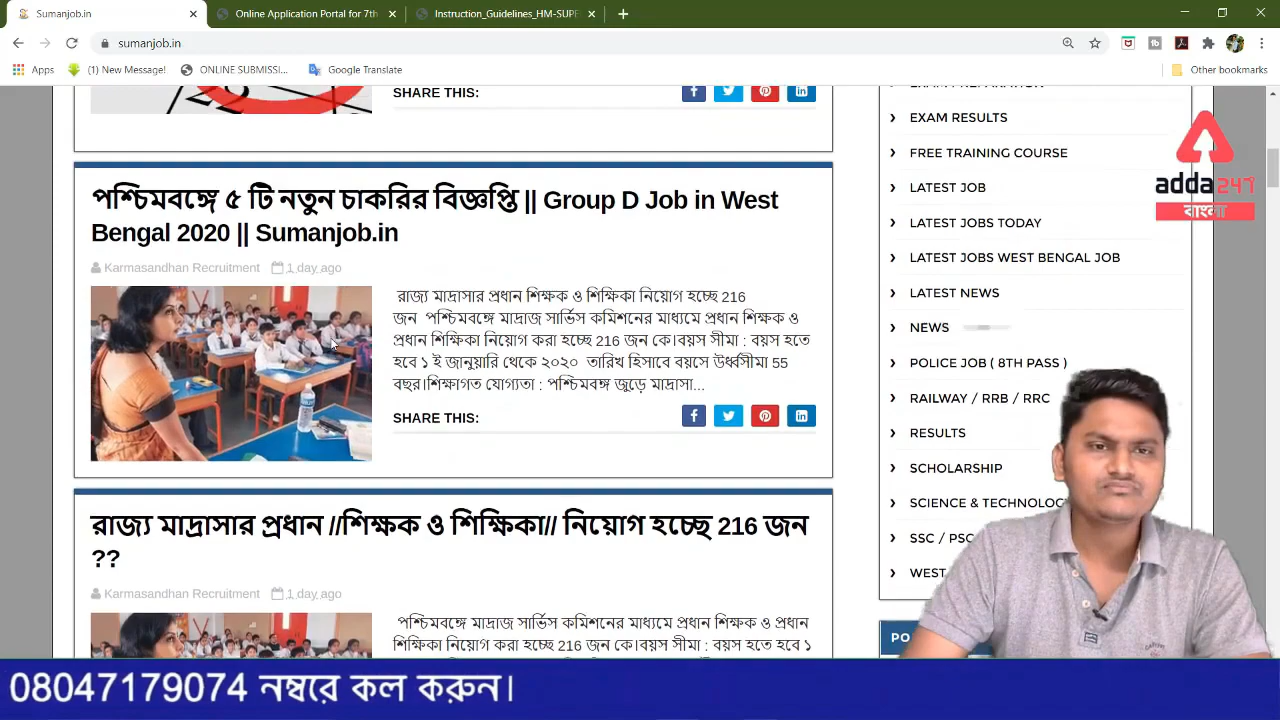 Sumanjob.in
Online Application Portal for 7th
Instruction_Guidelines_HM-SUPE
sumanjob.in
Apps
(1) New Message!
ONLINE SUBMISSI...
Google Translate
Other bookmarks
SHARE THIS:
EXAM RESULTS
FREE TRAINING COURSE
LATEST JOB
LATEST JOBS TODAY
LATEST JOBS WEST BENGAL JOB
LATEST NEWS
NEWS
POLICE JOB ( 8TH PASS )
RAILWAY / RRB / RRC
RESULTS
SCHOLARSHIP
SCIENCE & TECHNOLOG
SSC / PSC
WEST
PO
adda247
বাংলা
পশ্চিমবঙ্গে ৫ টি নতুন চাকরির বিজ্ঞপ্তি || Group D Job in West
Bengal 2020 || Sumanjob.in
Karmasandhan Recruitment 1 day ago
রাজ্য মাদ্রাসার প্রধান শিক্ষক ও শিক্ষিকা নিয়োগ হচ্ছে 216
জন পশ্চিমবঙ্গে মাদ্রাজ সার্ভিস কমিশনের মাধ্যমে প্রধান শিক্ষক ও
প্রধান শিক্ষিকা নিয়োগ করা হচ্ছে 216 জন কে।বয়স সীমা : বয়স হতে
হবে ১ ই জানুয়ারি থেকে ২০২০ তারিখ হিসাবে বয়সে উর্ধ্বসীমা 55
বছর।শিক্ষাগত যোগ্যতা : পশ্চিমবঙ্গ জুড়ে মাদ্রাসা...
SHARE THIS:
রাজ্য মাদ্রাসার প্রধান //শিক্ষক ও শিক্ষিকা// নিয়োগ হচ্ছে 216 জন
??
Karmasandhan Recruitment 1 day ago
পশ্চিমবঙ্গে মাদ্রাজ সার্ভিস কমিশনের মাধ্যমে প্রধান শিক্ষক ও প্রধান
শিক্ষিকা নিয়োগ করা হচ্ছে 216 জন কে।বয়স সীমা : বয়স হতে হবে ১
08047179074 নম্বরে কল করুন।